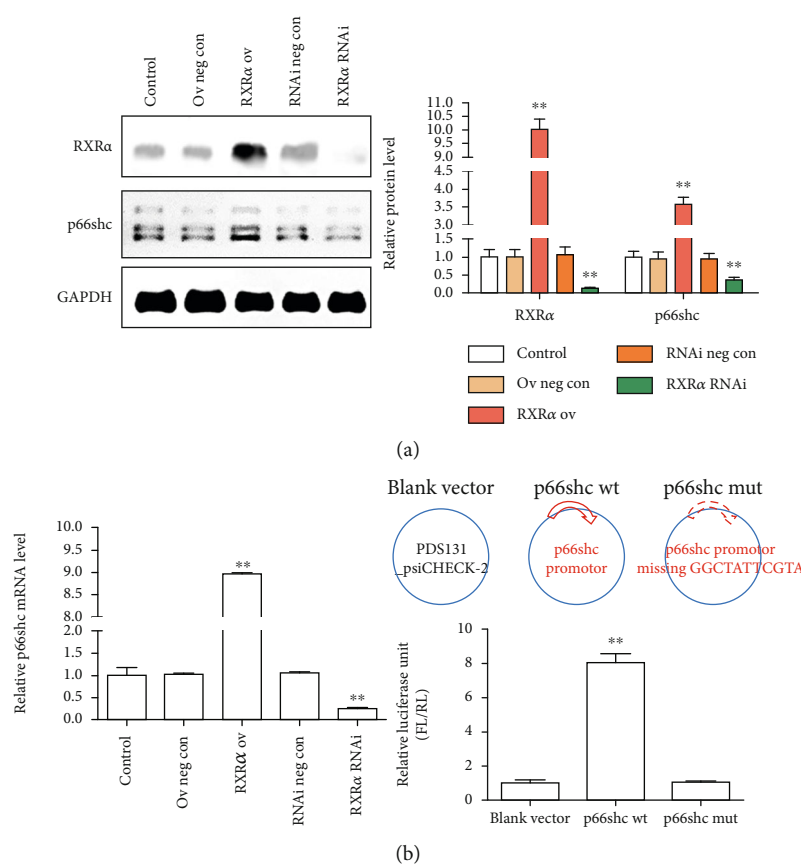 Control
Ov neg con
RXRα ov
RNAi neg con
RXRα RNAi
RXRα
p66shc
GAPDH
Relative protein level
11.0
10.5
10.0
9.5
9.0
4.5
4.0
3.5
3.0
2.5
1.5
1.0
0.5
0.0
**
**
**
**
RXRα
p66shc
Control
Ov neg con
RXRα ov
RNAi neg con
RXRα RNAi
(a)
Relative p66shc mRNA level
10.0
9.5
9.0
8.5
8.0
2.0
1.5
1.0
0.5
0.0
**
**
Control
Ov neg con
RXRα ov
RNAi neg con
RXRα RNAi
Blank vector
p66shc wt
p66shc mut
PDS131
_psiCHECK-2
p66shc
promotor
p66shc promotor
missing GGCTATTCGTA
Relative luciferase unit
(FL/RL)
10
8
6
4
2
0
**
Blank vector
p66shc wt
p66shc mut
(b)